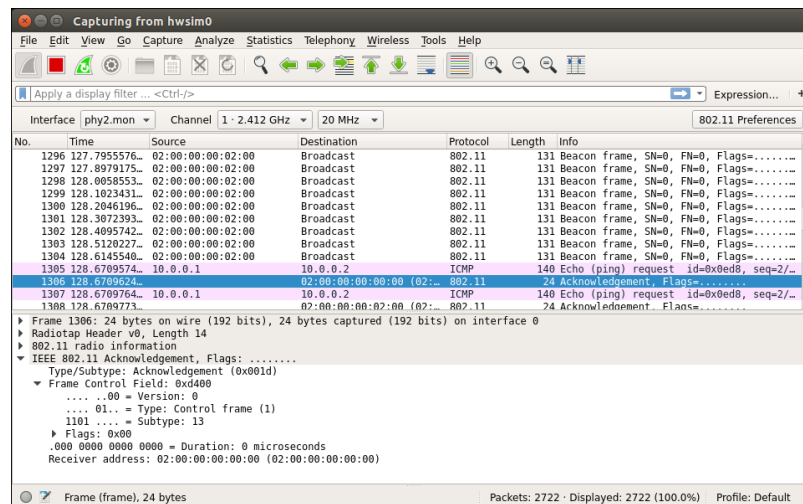 Capturing from hwsim0
File Edit View Go Capture Analyze Statistics Telephony Wireless Tools Help
Apply a display filter ... <Ctrl-/> Expression... +
Interface phy2.mon Channel 1 · 2.412 GHz 20 MHz 802.11 Preferences
No. Time Source Destination Protocol Length Info
1296 127.7955576… 02:00:00:00:02:00 Broadcast 802.11 131 Beacon frame, SN=0, FN=0, Flags=......…
1297 127.8979175… 02:00:00:00:02:00 Broadcast 802.11 131 Beacon frame, SN=0, FN=0, Flags=......…
1298 128.0058553… 02:00:00:00:02:00 Broadcast 802.11 131 Beacon frame, SN=0, FN=0, Flags=......…
1299 128.1023431… 02:00:00:00:02:00 Broadcast 802.11 131 Beacon frame, SN=0, FN=0, Flags=......…
1300 128.2046196… 02:00:00:00:02:00 Broadcast 802.11 131 Beacon frame, SN=0, FN=0, Flags=......…
1301 128.3072393… 02:00:00:00:02:00 Broadcast 802.11 131 Beacon frame, SN=0, FN=0, Flags=......…
1302 128.4095742… 02:00:00:00:02:00 Broadcast 802.11 131 Beacon frame, SN=0, FN=0, Flags=......…
1303 128.5120227… 02:00:00:00:02:00 Broadcast 802.11 131 Beacon frame, SN=0, FN=0, Flags=......…
1304 128.6145540… 02:00:00:00:02:00 Broadcast 802.11 131 Beacon frame, SN=0, FN=0, Flags=......…
1305 128.6709574… 10.0.0.1 10.0.0.2 ICMP 140 Echo (ping) request id=0x0ed8, seq=2/…
1306 128.6709624… 02:00:00:00:00:00 (02:… 802.11 24 Acknowledgement, Flags=........
1307 128.6709764… 10.0.0.1 10.0.0.2 ICMP 140 Echo (ping) request id=0x0ed8, seq=2/…
1308 128.6709773… 02:00:00:00:02:00 (02:… 802.11 24 Acknowledgement, Flags=........
Frame 1306: 24 bytes on wire (192 bits), 24 bytes captured (192 bits) on interface 0
Radiotap Header v0, Length 14
802.11 radio information
IEEE 802.11 Acknowledgement, Flags: ........
Type/Subtype: Acknowledgement (0x001d)
Frame Control Field: 0xd400
.... ..00 = Version: 0
.... 01.. = Type: Control frame (1)
1101 .... = Subtype: 13
Flags: 0x00
.000 0000 0000 0000 = Duration: 0 microseconds
Receiver address: 02:00:00:00:00:00 (02:00:00:00:00:00)
Frame (frame), 24 bytes Packets: 2722 · Displayed: 2722 (100.0%) Profile: Default